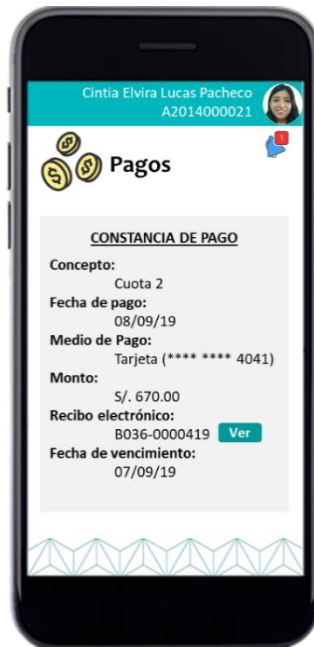 Cintia Elvira Lucas Pacheco
A2014000021
1
Pagos
CONSTANCIA DE PAGO
Concepto:
Cuota 2
Fecha de pago:
08/09/19
Medio de Pago:
Tarjeta (**** **** 4041)
Monto:
S/. 670.00
Recibo electrónico:
B036-0000419 Ver
Fecha de vencimiento:
07/09/19